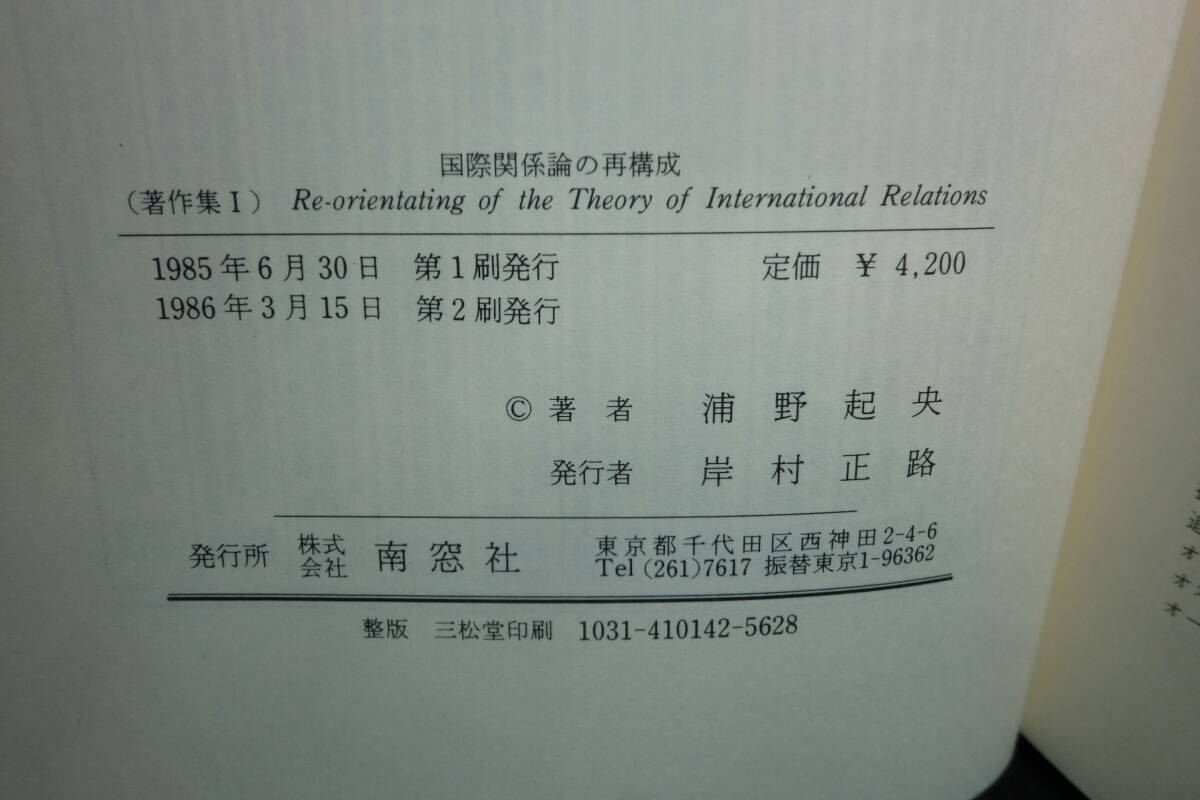 国際関係論の再構成
（著作集Ⅰ） Re-orientating of the Theory of International Relations
1985年6月30日 第1刷発行 定価 ¥ 4,200
1986年3月15日 第2刷発行
© 著者 浦野起央
発行者 岸村正路
発行所 株式会社 南窓社 東京都千代田区西神田2-4-6
Tel (261)7617 振替東京1-96362
整版 三松堂印刷 1031-410142-5628